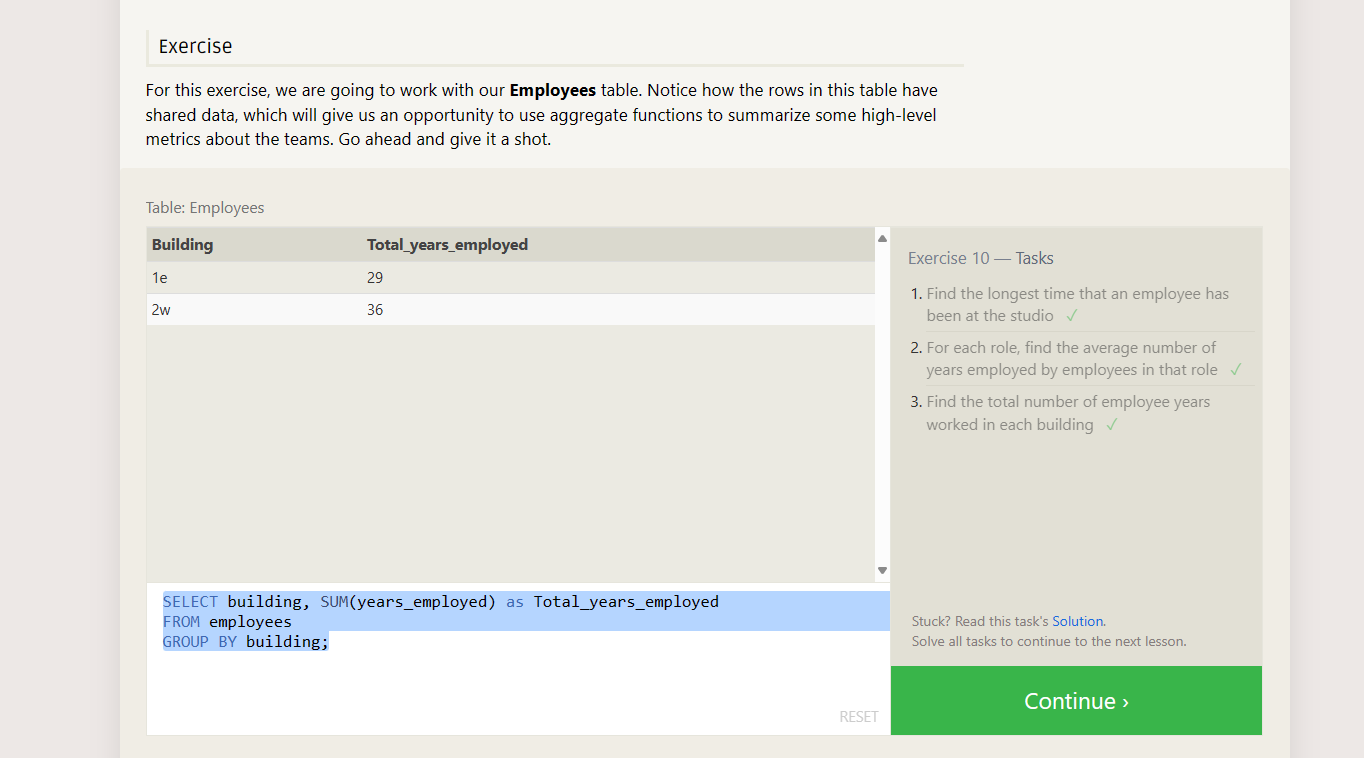 Exercise
For this exercise, we are going to work with our Employees table. Notice how the rows in this table have
shared data, which will give us an opportunity to use aggregate functions to summarize some high-level
metrics about the teams. Go ahead and give it a shot.
Table: Employees
Building Total_years_employed
1e 29
2w 36
SELECT building, SUM(years_employed) as Total_years_employed
FROM employees
GROUP BY building;
RESET
Exercise 10 — Tasks
1. Find the longest time that an employee has
been at the studio ✓
2. For each role, find the average number of
years employed by employees in that role ✓
3. Find the total number of employee years
worked in each building ✓
Stuck? Read this task's Solution.
Solve all tasks to continue to the next lesson.
Continue ›